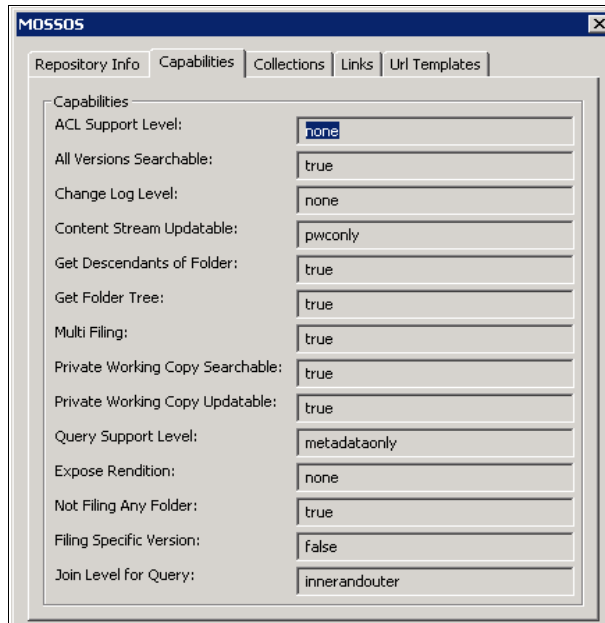 MOSSOS
Repository Info Capabilities Collections Links Url Templates
Capabilities
ACL Support Level: none
All Versions Searchable: true
Change Log Level: none
Content Stream Updatable: pwconly
Get Descendants of Folder: true
Get Folder Tree: true
Multi Filing: true
Private Working Copy Searchable: true
Private Working Copy Updatable: true
Query Support Level: metadataonly
Expose Rendition: none
Not Filing Any Folder: true
Filing Specific Version: false
Join Level for Query: innerandouter